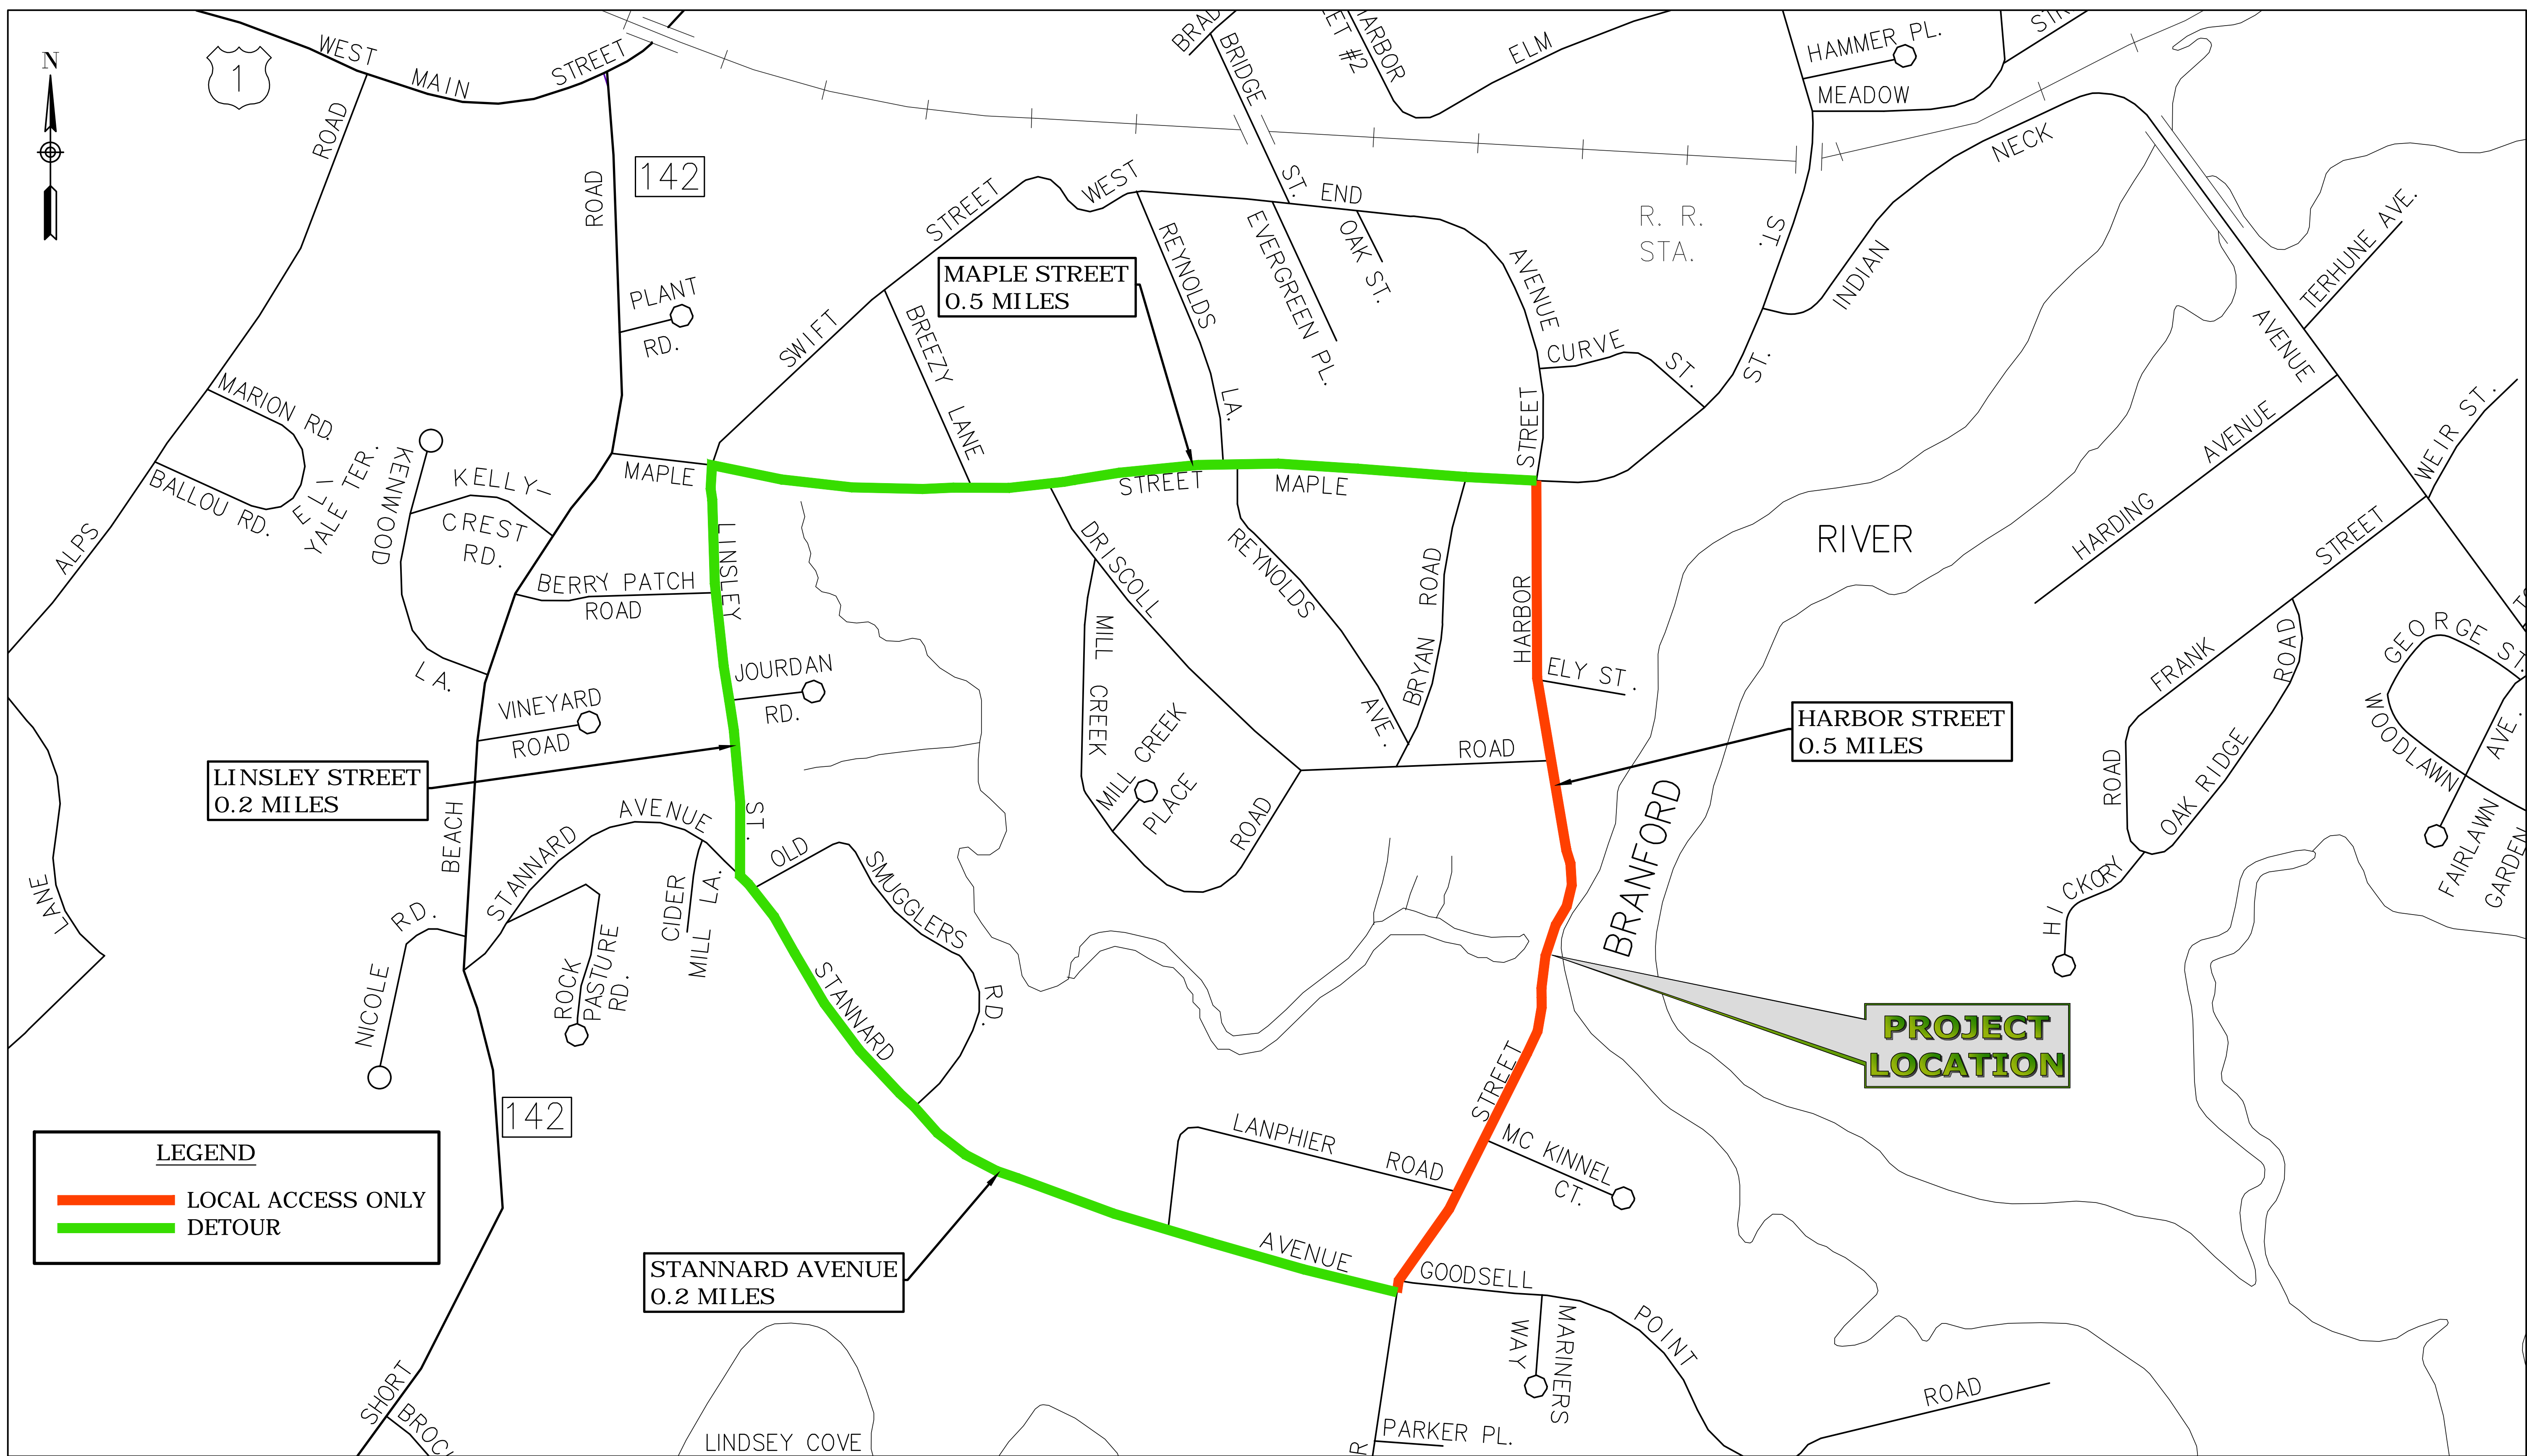 N
1
WEST
MAIN
STREET
ROAD
ROAD
142
BRIDGE
ST.
HARBOR
ELM
HAMMER PL.
MEADOW
NECK
INDIAN
AVENUE
TERHUNE AVE.
R. R.
STA.
ST.
ST.
PLANT
RD.
SWIFT
STREET
WEST
END
AVENUE
REYNOLDS
LA.
EVERGREEN PL.
OAK ST.
CURVE
ST.
STREET
MAPLE STREET
0.5 MILES
BREEZY
LANE
MARION RD.
BALLOU RD.
ELI
YALE TER.
KENWOOD
LA.
KELLY-
CREST
RD.
ALPS
MAPLE
STREET
MAPLE
LINSLEY
ST.
BERRY PATCH
ROAD
JOURDAN
RD.
VINEYARD
ROAD
DRISCOLL
ROAD
MILL
CREEK
MILL CREEK
PLACE
REYNOLDS
AVE.
BRYAN
ROAD
ROAD
HARBOR
ELY ST.
RIVER
BRANFORD
HARDING
AVENUE
WEIR ST.
FRANK
STREET
ROAD
OAK RIDGE
ROAD
HICKORY
GEORGE ST.
WOODLAWN
AVE.
FAIRLAWN
GARDEN
HARBOR STREET
0.5 MILES
LINSLEY STREET
0.2 MILES
BEACH
LANE
STANNARD
AVENUE
CIDER
MILL LA.
OLD
SMUGGLERS
RD.
NICOLE
RD.
ROCK
PASTURE
RD.
STANNARD
AVENUE
PROJECT
LOCATION
STREET
LANPHIER
ROAD
MC KINNEL
CT.
142
LEGEND
LOCAL ACCESS ONLY
DETOUR
STANNARD AVENUE
0.2 MILES
GOODSELL
POINT
ROAD
MARINERS
WAY
PARKER PL.
SHORT
LINDSEY COVE